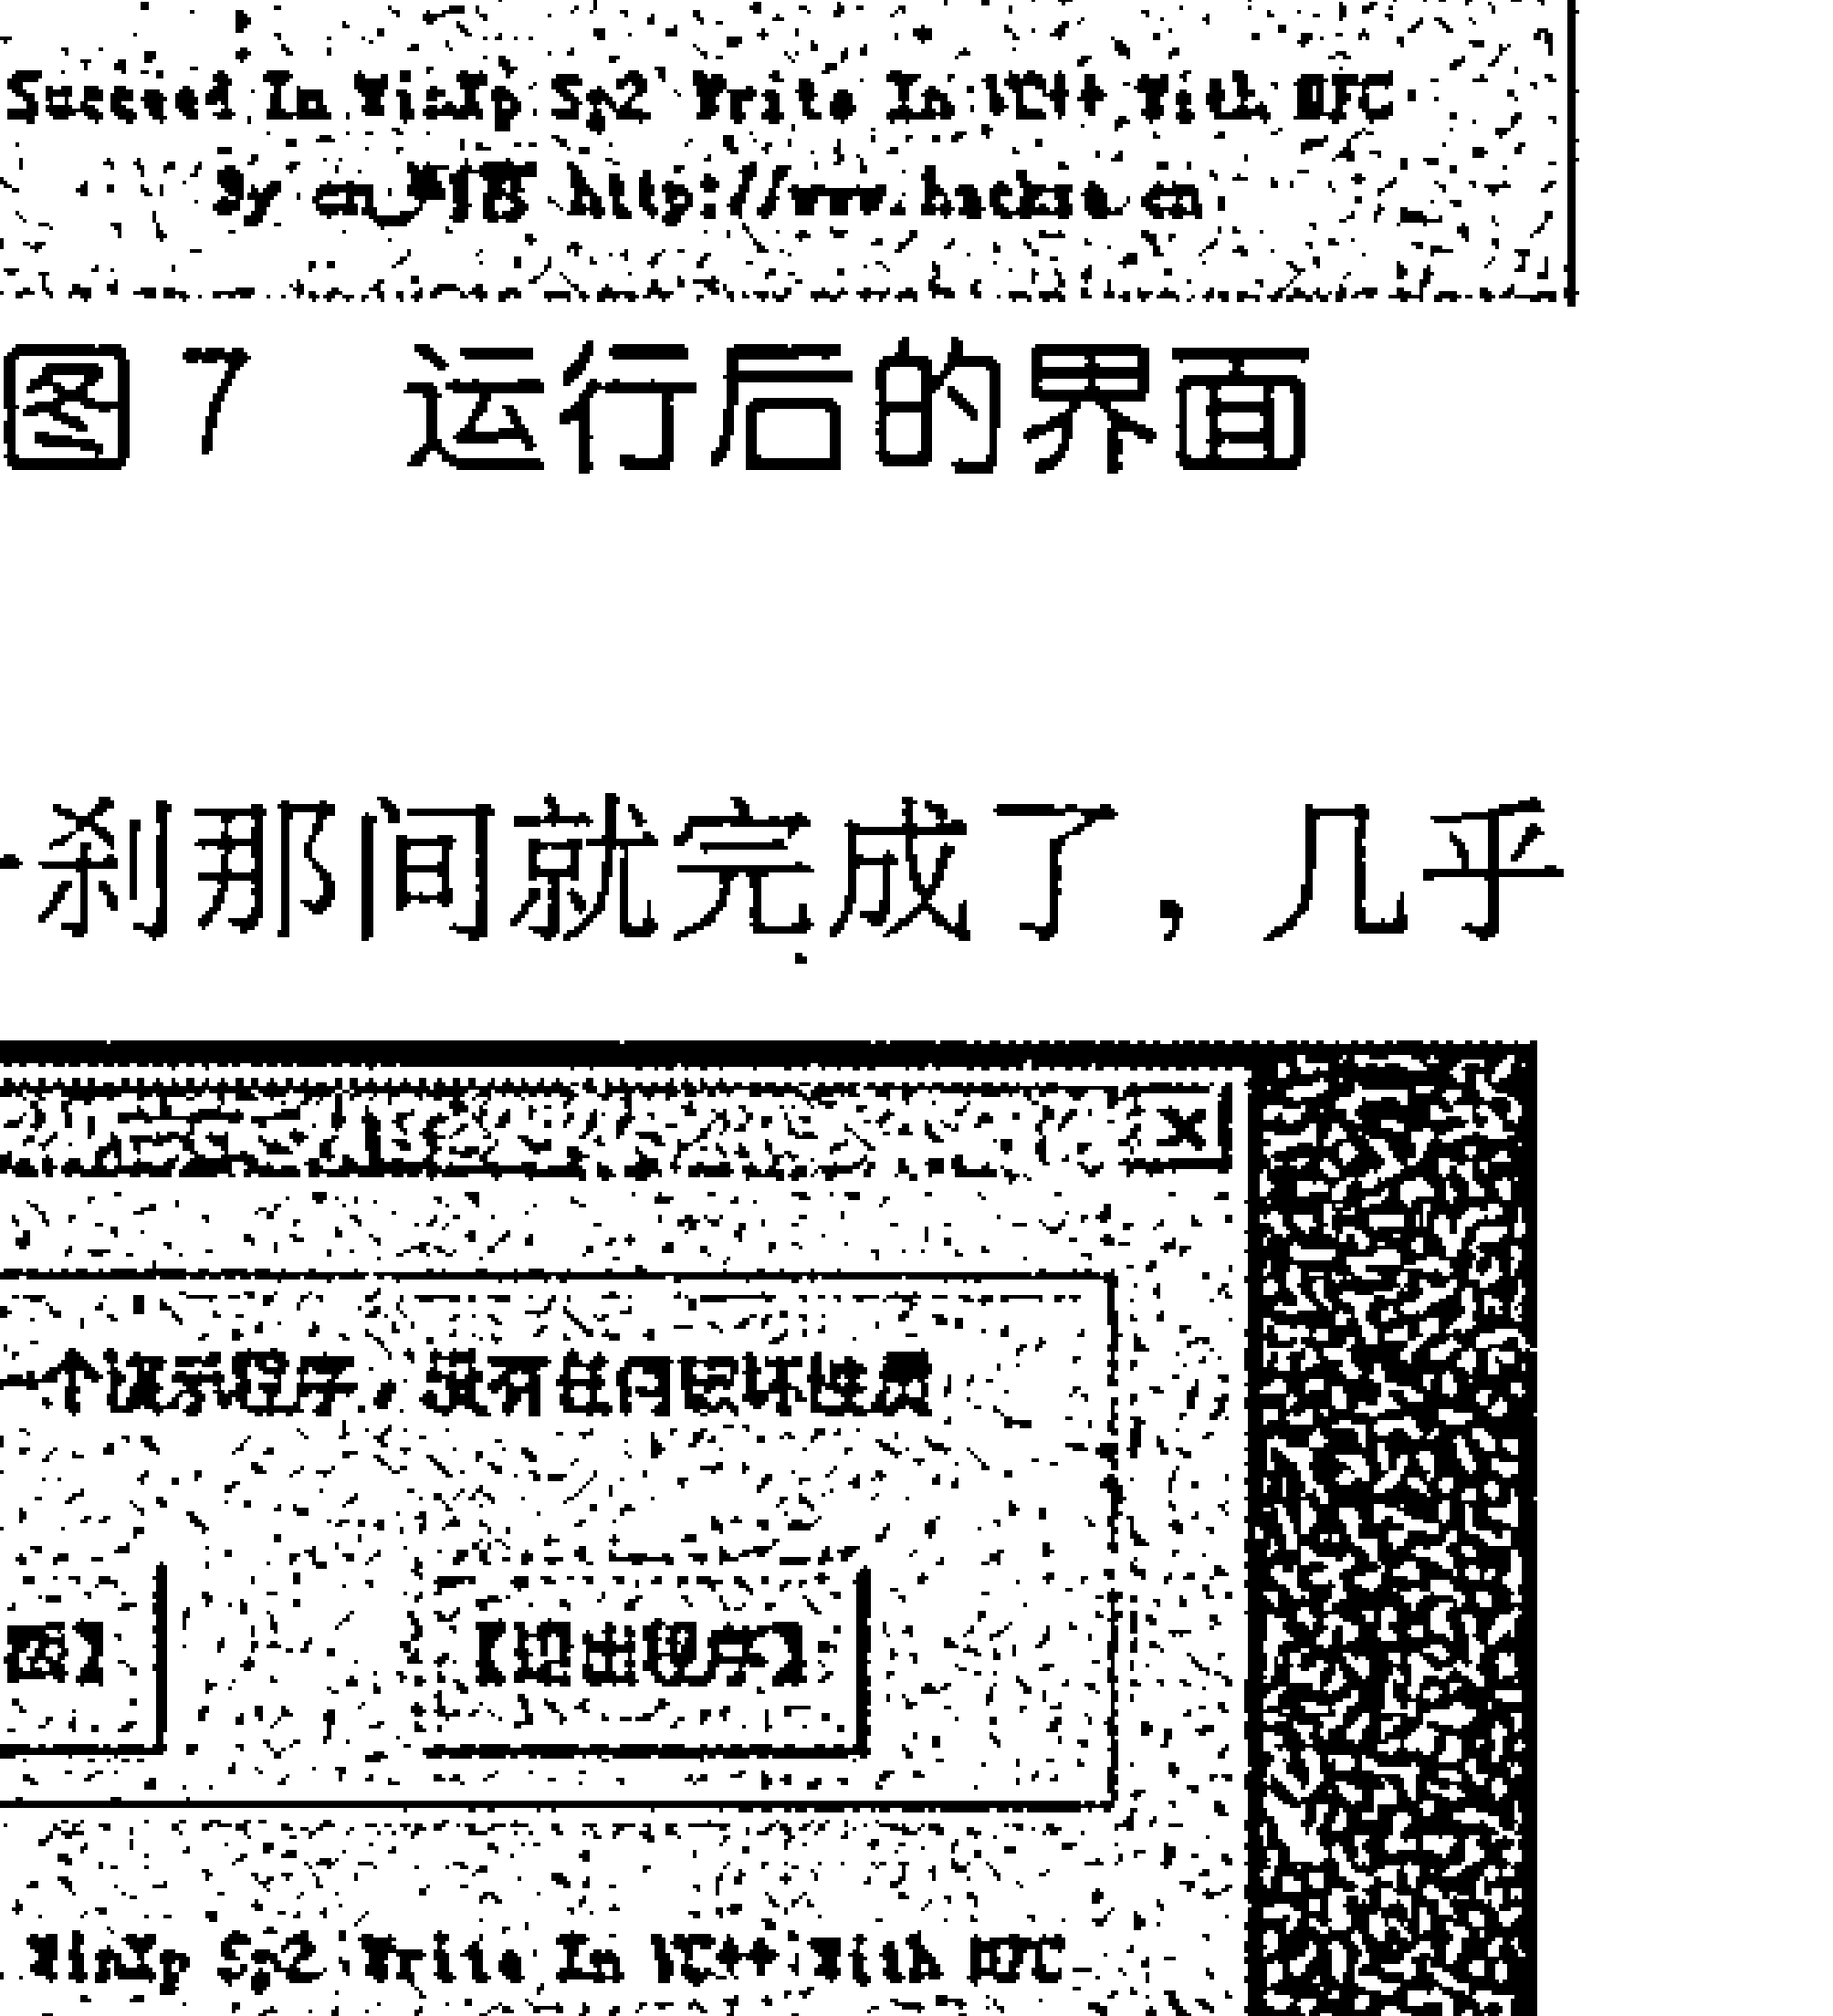 Succeed In WinXp Sp2 Write In VC++ With MFC
By cn_ http://www.
图 7 运行后的界面
刹那间就完成了，几乎
个演示程序，没有任何破坏性质
【退出程序】
WinXp Sp2 Write In VC++ With MFC